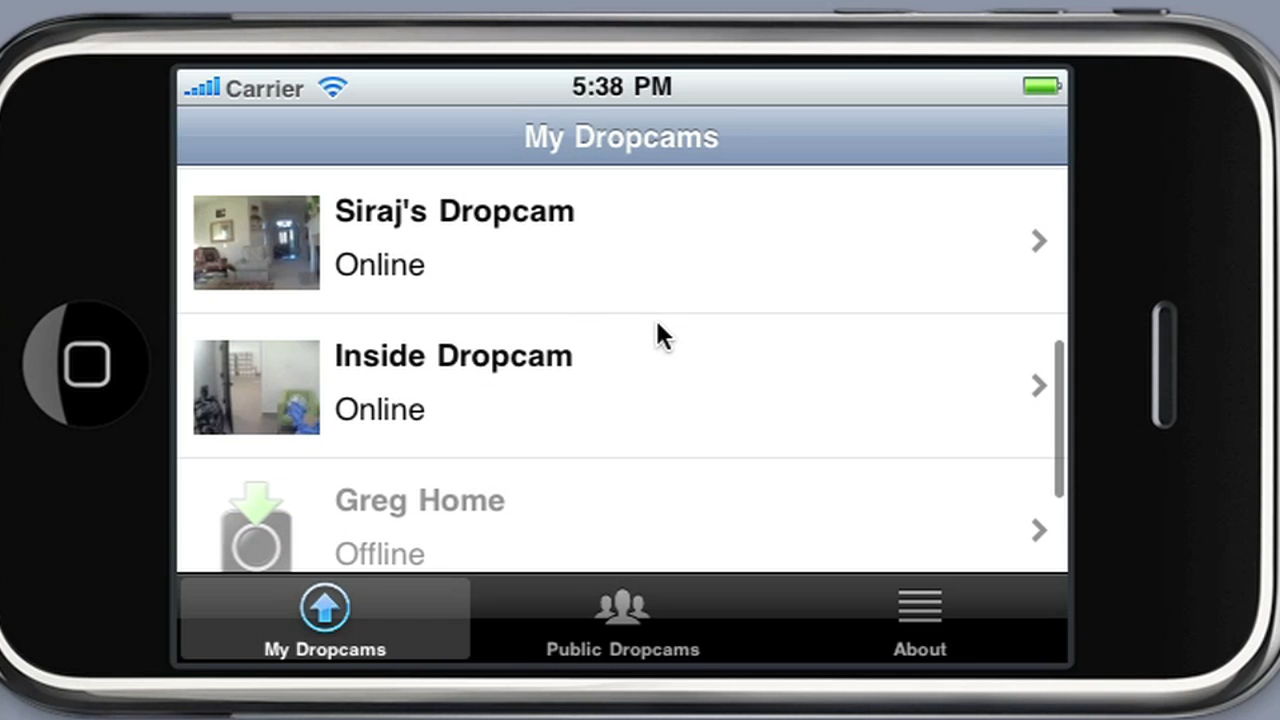 Carrier 5:38 PM
My Dropcams
Siraj's Dropcam
Online
Inside Dropcam
Online
Greg Home
Offline
My Dropcams Public Dropcams About